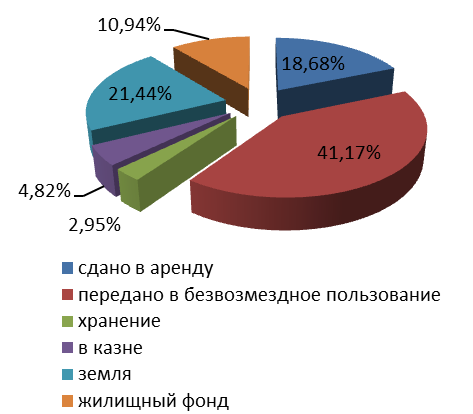 10,94%
18,68%
21,44%
41,17%
4,82%
2,95%
сдано в аренду
передано в безвозмездное пользование
хранение
в казне
земля
жилищный фонд